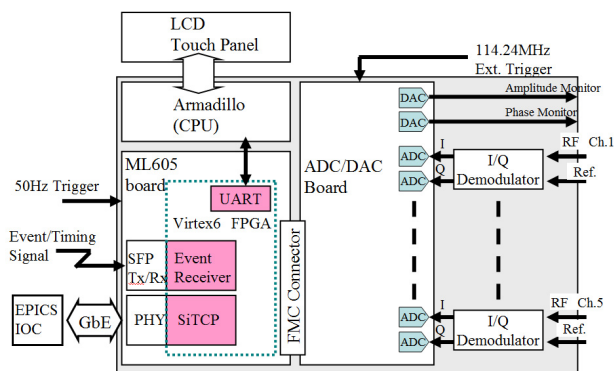 LCD
Touch Panel
114.24MHz
Ext. Trigger
Armadillo
(CPU)
DAC
Amplitude Monitor
DAC
Phase Monitor
ML605
board
ADC/DAC
Board
ADC
I
I/Q
Demodulator
RF Ch.1
ADC
Q
Ref.
50Hz Trigger
UART
Virtex6 FPGA
Event/Timing
Signal
SFP
Tx/Rx
Event
Receiver
FMC Connector
EPICS
IOC
GbE
PHY
SiTCP
ADC
I
I/Q
Demodulator
RF Ch.5
ADC
Q
Ref.